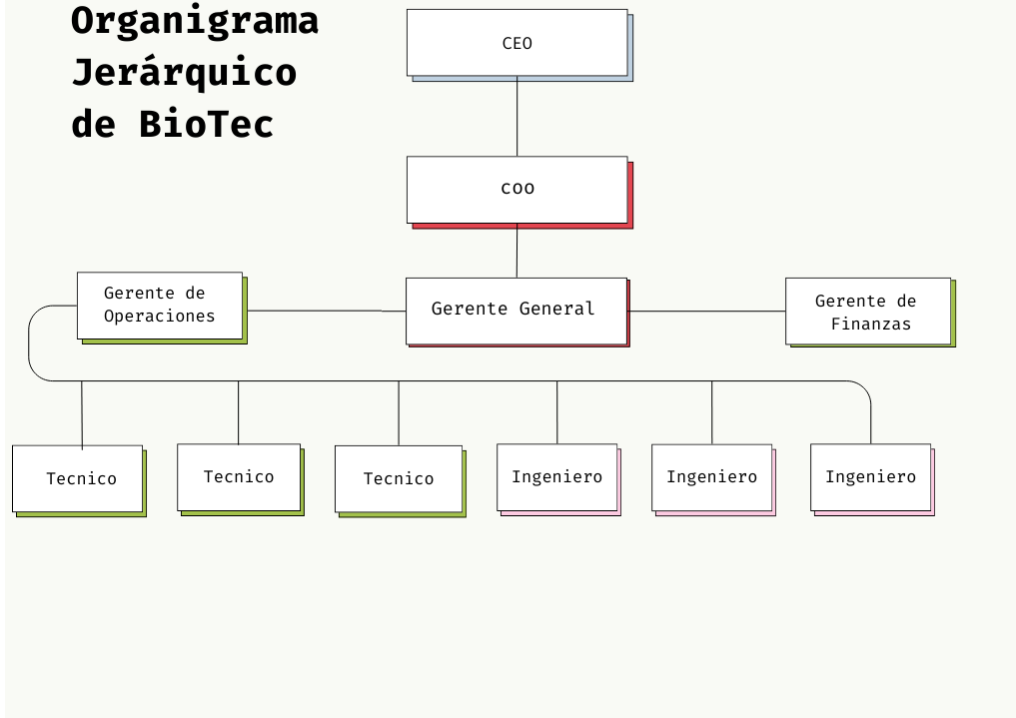 Organigrama
Jerárquico
de BioTec
CEO
COO
Gerente de
Operaciones
Gerente General
Gerente de
Finanzas
Tecnico
Tecnico
Tecnico
Ingeniero
Ingeniero
Ingeniero